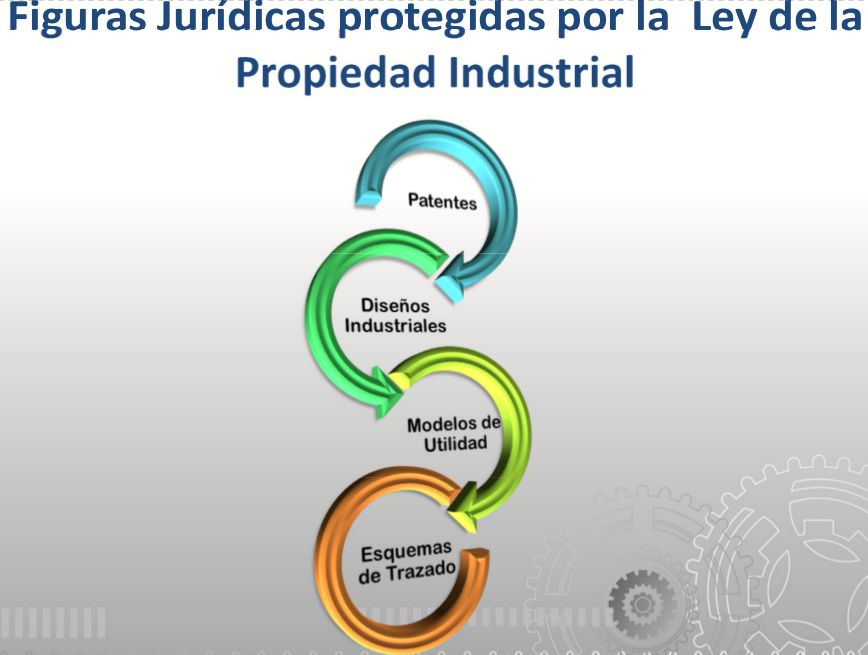 Figuras Jurídicas protegidas por la Ley de la
Propiedad Industrial
Patentes
Diseños
Industriales
Modelos de
Utilidad
Esquemas
de Trazado